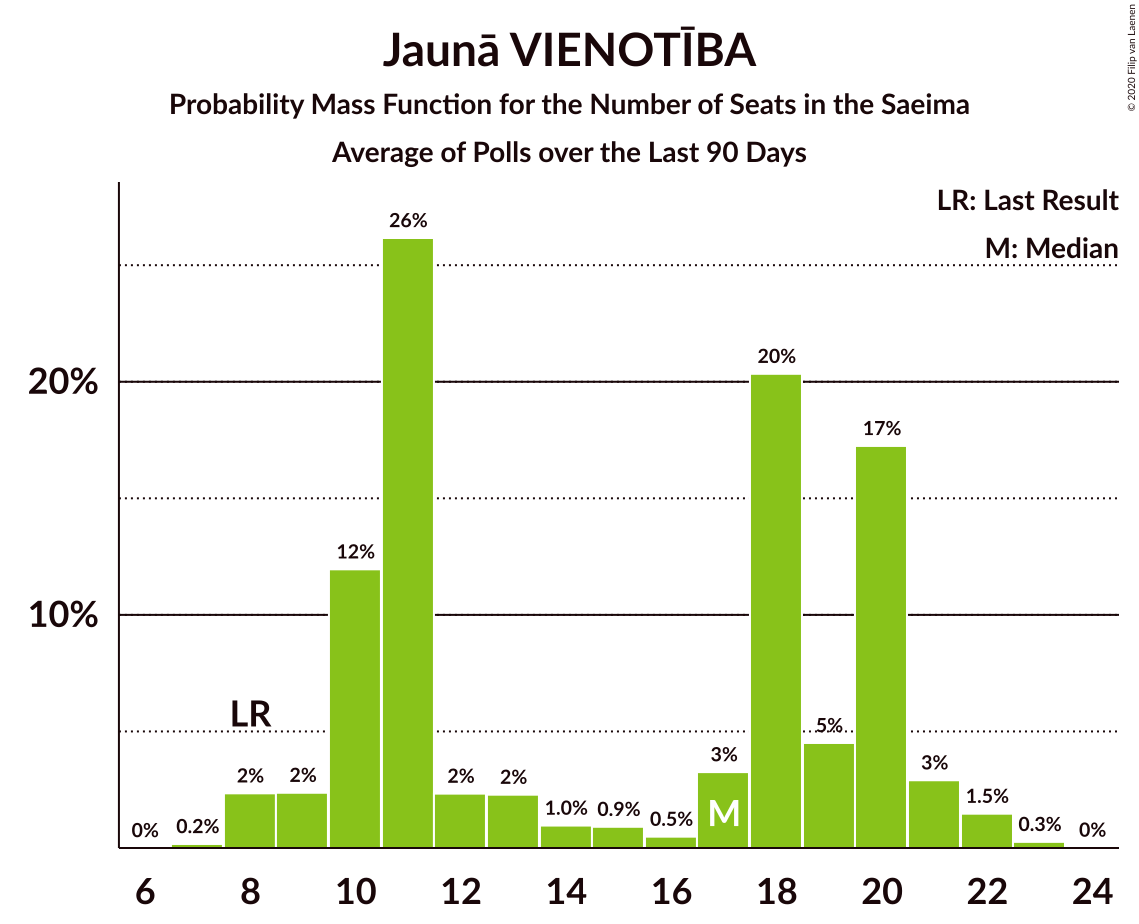 Jaunā VIENOTĪBA
Probability Mass Function for the Number of Seats in the Saeima
Average of Polls over the Last 90 Days
© 2020 Filip van Laenen
LR: Last Result
M: Median
26%
20%
20%
17%
12%
10%
LR
5%
3%
3%
2%
2%
2%
2%
1.5%
1.0%
0.9%
0.5%
M
0%
0.2%
0.3%
0%
6 8 10 12 14 16 18 20 22 24